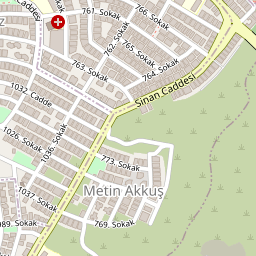 761. Sokak
766. Sokak
765. Sokak
763. Sokak
762. Sokak
764. Sokak
Caddesi
1032. Cadde
Sinan Caddesi
1026. Sokak
1036. Sokak
773. Sokak
Metin Akkuş
1037. Sokak
989. Sokak
769. Sokak